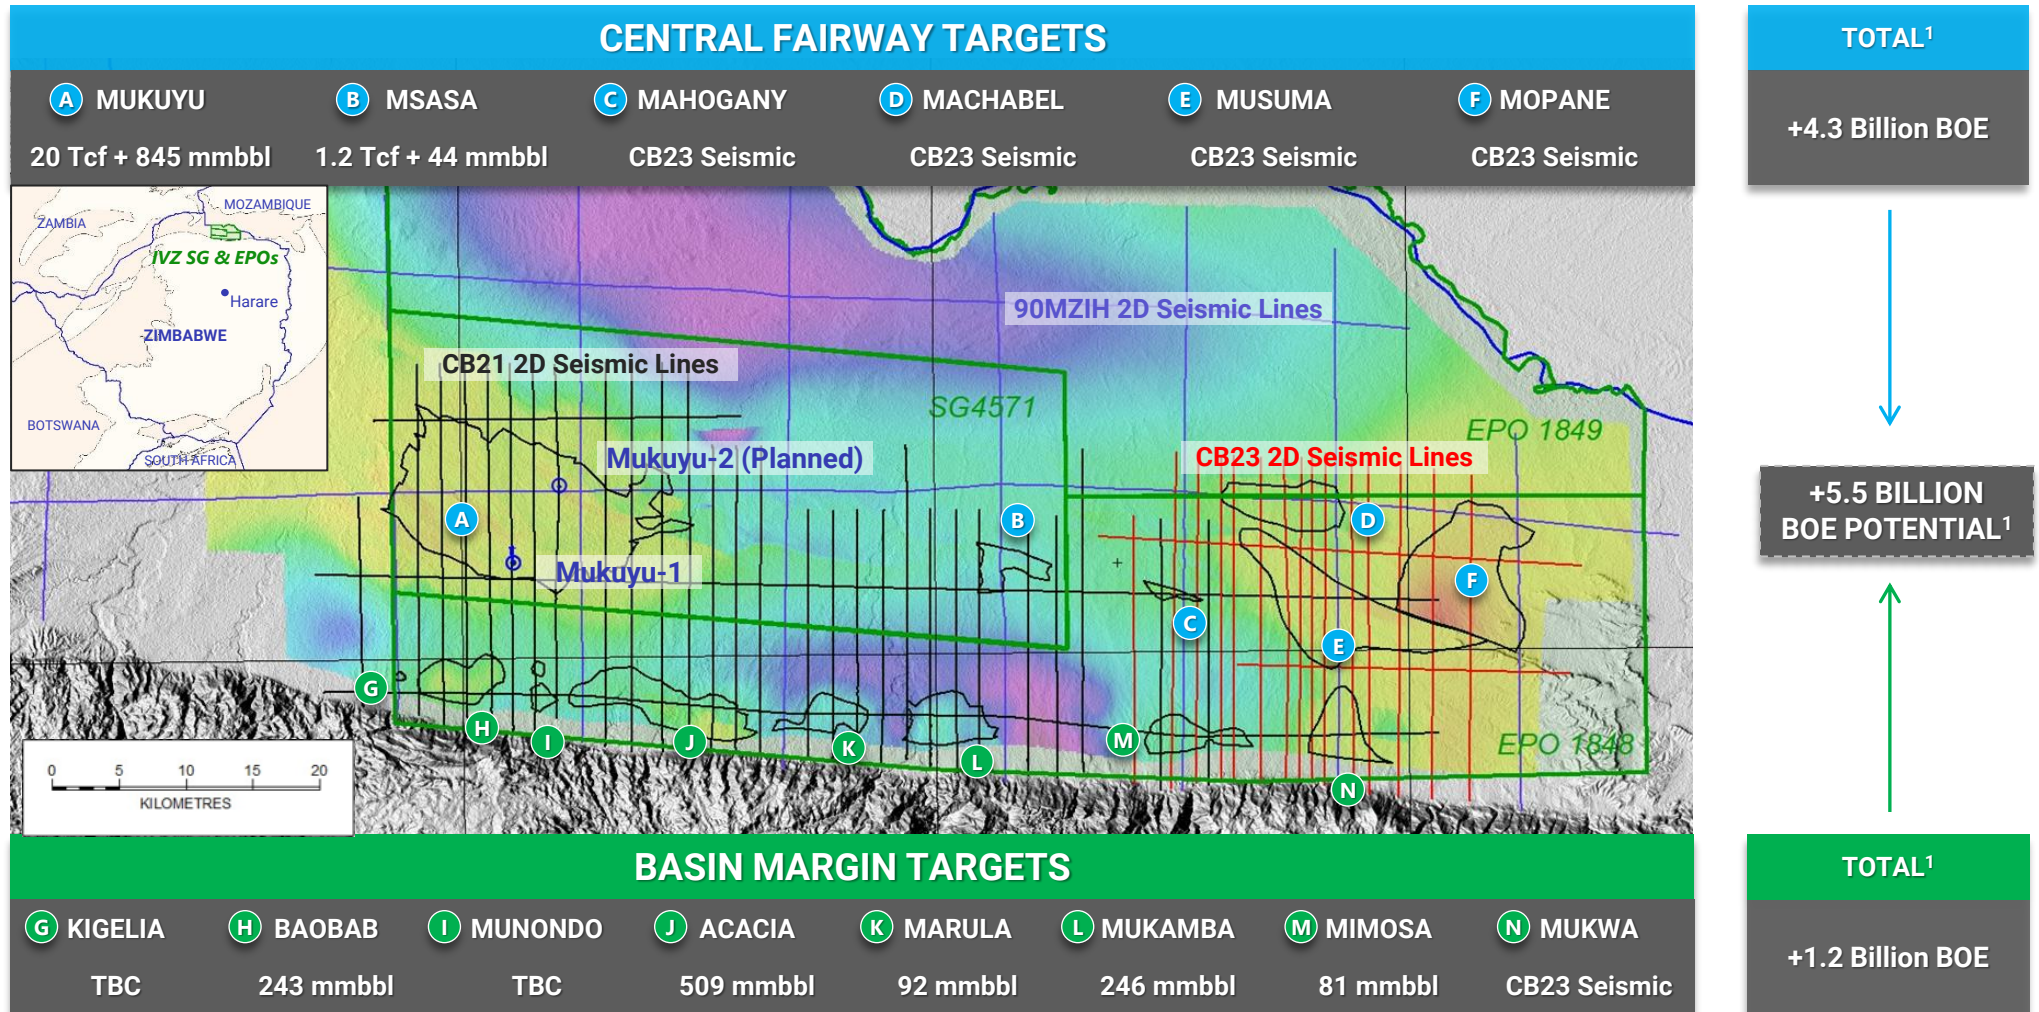 CENTRAL FAIRWAY TARGETS
TOTAL1
A MUKUYU
B MSASA
C MAHOGANY
D MACHABEL
E MUSUMA
F MOPANE
20 Tcf + 845 mmbbl
1.2 Tcf + 44 mmbbl
CB23 Seismic
CB23 Seismic
CB23 Seismic
CB23 Seismic
+4.3 Billion BOE
MOZAMBIQUE
ZAMBIA
IVZ SG & EPOs
Harare
ZIMBABWE
BOTSWANA
SOUTH AFRICA
90MZIH 2D Seismic Lines
CB21 2D Seismic Lines
SG4571
EPO 1849
Mukuyu-2 (Planned)
CB23 2D Seismic Lines
A
B
D
Mukuyu-1
F
C
E
G
H
I
J
K
L
M
N
EPO 1848
0 5 10 15 20
KILOMETRES
+5.5 BILLION
BOE POTENTIAL1
BASIN MARGIN TARGETS
TOTAL1
G KIGELIA
H BAOBAB
I MUNONDO
J ACACIA
K MARULA
L MUKAMBA
M MIMOSA
N MUKWA
TBC
243 mmbbl
TBC
509 mmbbl
92 mmbbl
246 mmbbl
81 mmbbl
CB23 Seismic
+1.2 Billion BOE